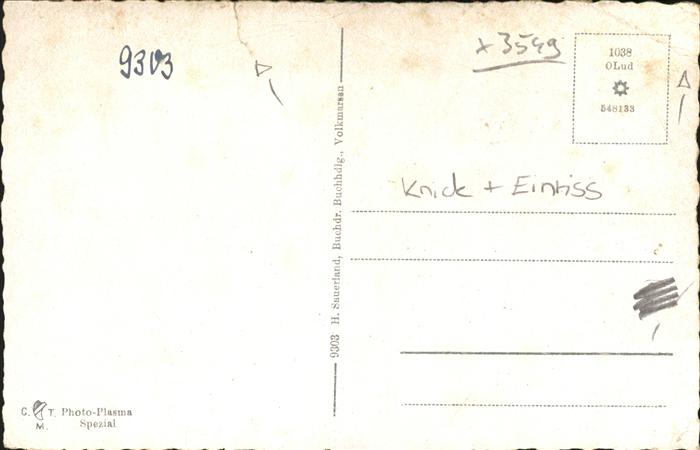 9303
x 3549
1038
OLud
548133
Knick + Einriss
9303 H. Sauerland, Buchdr. Buchhdlg., Volkmarsen
C. T. Photo-Plasma
M. Spezial